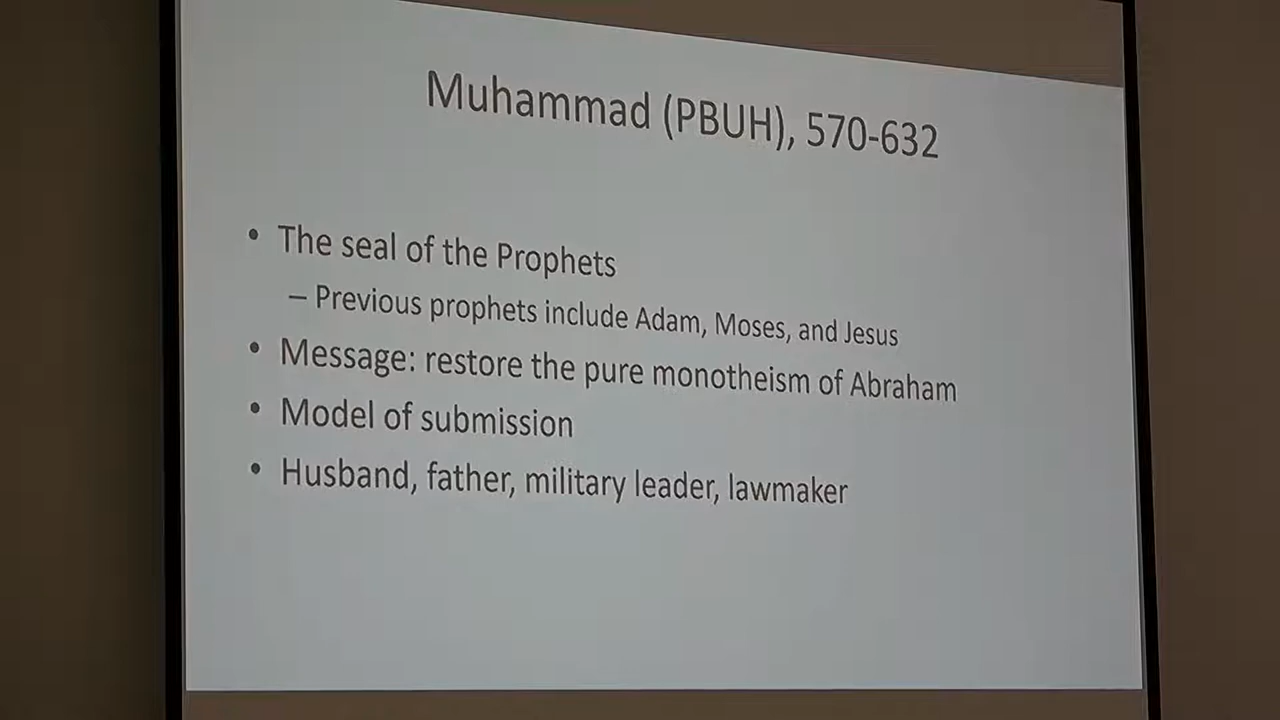 Muhammad (PBUH), 570-632
• The seal of the Prophets
– Previous prophets include Adam, Moses, and Jesus
• Message: restore the pure monotheism of Abraham
• Model of submission
• Husband, father, military leader, lawmaker